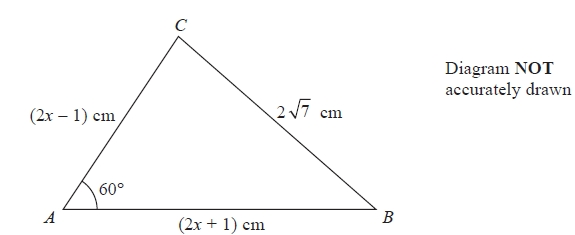 C
Diagram NOT
accurately drawn
(2x – 1) cm
2√7 cm
60°
A
B
(2x + 1) cm